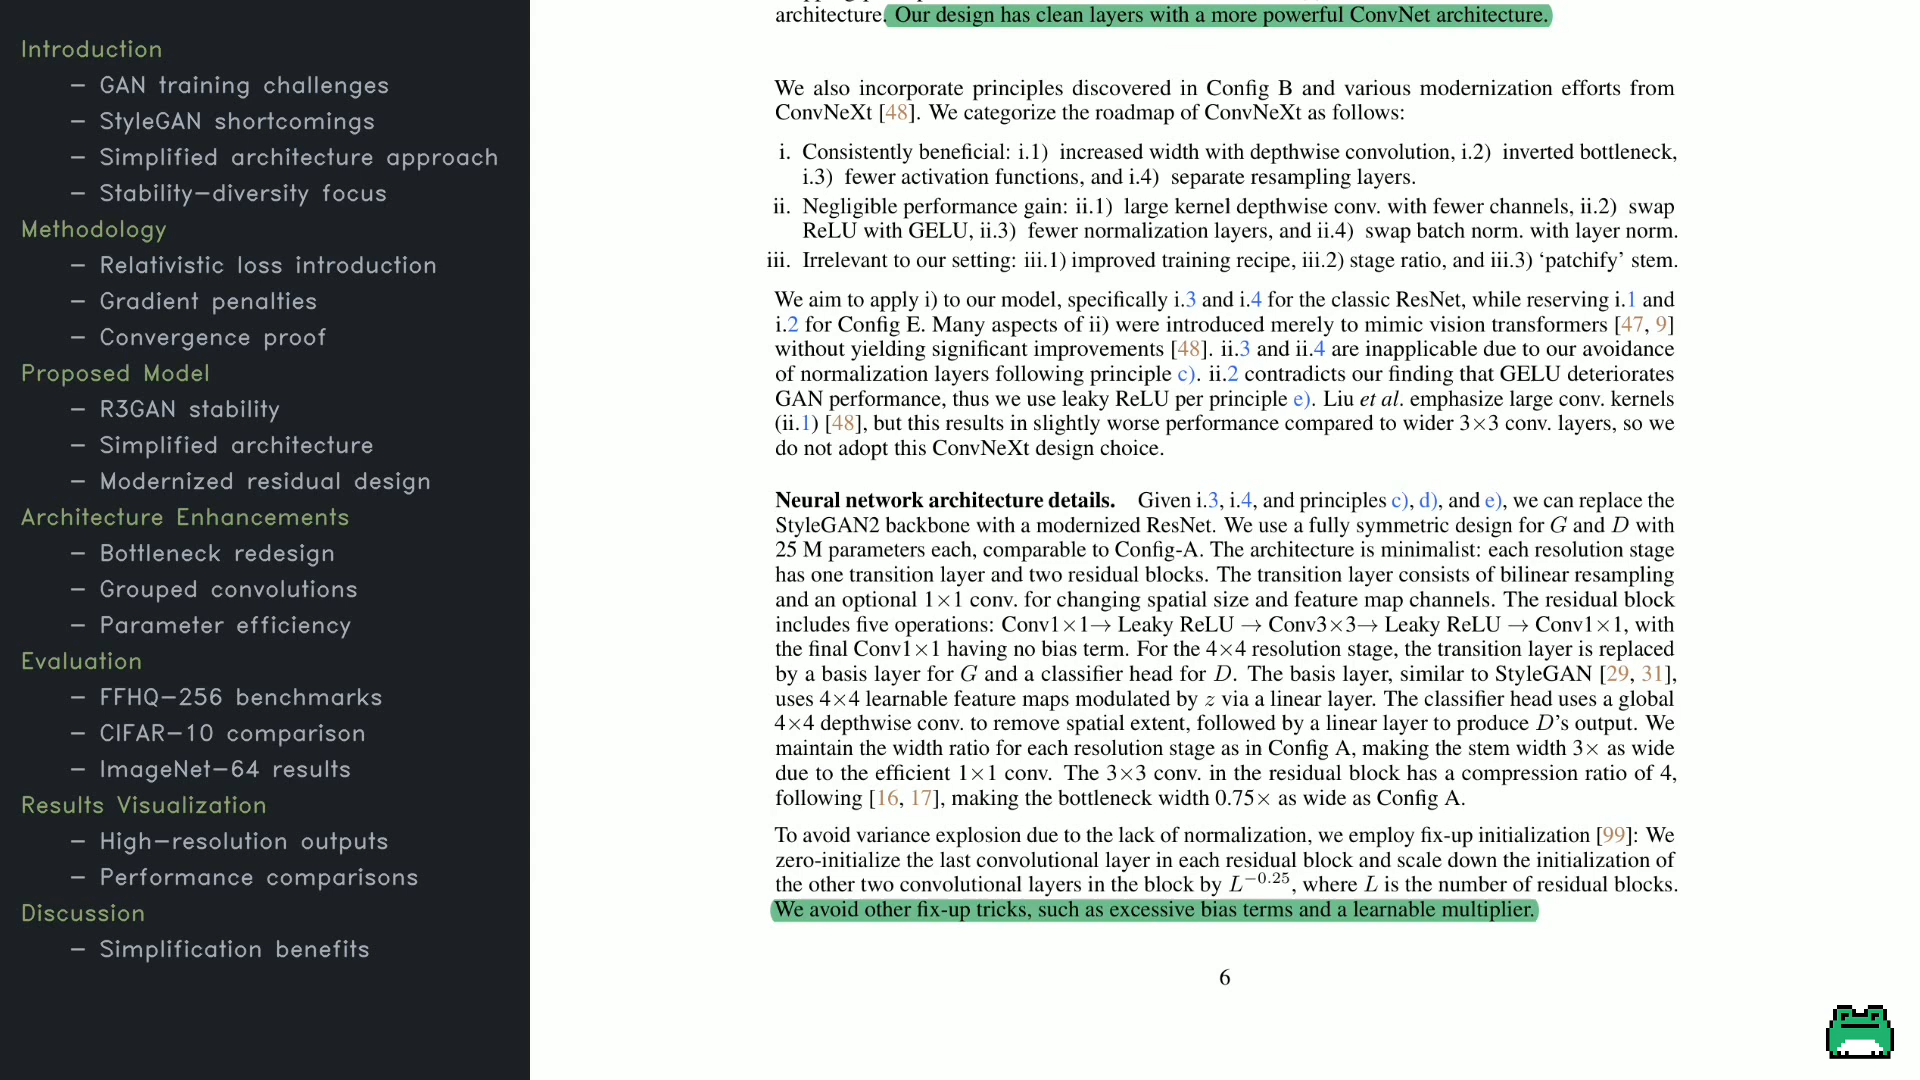 Introduction
– GAN training challenges
– StyleGAN shortcomings
– Simplified architecture approach
– Stability-diversity focus
Methodology
– Relativistic loss introduction
– Gradient penalties
– Convergence proof
Proposed Model
– R3GAN stability
– Simplified architecture
– Modernized residual design
Architecture Enhancements
– Bottleneck redesign
– Grouped convolutions
– Parameter efficiency
Evaluation
– FFHQ-256 benchmarks
– CIFAR-10 comparison
– ImageNet-64 results
Results Visualization
– High-resolution outputs
– Performance comparisons
Discussion
– Simplification benefits
architecture. Our design has clean layers with a more powerful ConvNet architecture.
We also incorporate principles discovered in Config B and various modernization efforts from
ConvNeXt [48]. We categorize the roadmap of ConvNeXt as follows:
i. Consistently beneficial: i.1) increased width with depthwise convolution, i.2) inverted bottleneck,
i.3) fewer activation functions, and i.4) separate resampling layers.
ii. Negligible performance gain: ii.1) large kernel depthwise conv. with fewer channels, ii.2) swap
ReLU with GELU, ii.3) fewer normalization layers, and ii.4) swap batch norm. with layer norm.
iii. Irrelevant to our setting: iii.1) improved training recipe, iii.2) stage ratio, and iii.3) ‘patchify’ stem.
We aim to apply i) to our model, specifically i.3 and i.4 for the classic ResNet, while reserving i.1 and
i.2 for Config E. Many aspects of ii) were introduced merely to mimic vision transformers [47, 9]
without yielding significant improvements [48]. ii.3 and ii.4 are inapplicable due to our avoidance
of normalization layers following principle c). ii.2 contradicts our finding that GELU deteriorates
GAN performance, thus we use leaky ReLU per principle e). Liu et al. emphasize large conv. kernels
(ii.1) [48], but this results in slightly worse performance compared to wider 3×3 conv. layers, so we
do not adopt this ConvNeXt design choice.
Neural network architecture details. Given i.3, i.4, and principles c), d), and e), we can replace the
StyleGAN2 backbone with a modernized ResNet. We use a fully symmetric design for G and D with
25 M parameters each, comparable to Config-A. The architecture is minimalist: each resolution stage
has one transition layer and two residual blocks. The transition layer consists of bilinear resampling
and an optional 1×1 conv. for changing spatial size and feature map channels. The residual block
includes five operations: Conv1×1→ Leaky ReLU → Conv3×3→ Leaky ReLU → Conv1×1, with
the final Conv1×1 having no bias term. For the 4×4 resolution stage, the transition layer is replaced
by a basis layer for G and a classifier head for D. The basis layer, similar to StyleGAN [29, 31],
uses 4×4 learnable feature maps modulated by z via a linear layer. The classifier head uses a global
4×4 depthwise conv. to remove spatial extent, followed by a linear layer to produce D’s output. We
maintain the width ratio for each resolution stage as in Config A, making the stem width 3× as wide
due to the efficient 1×1 conv. The 3×3 conv. in the residual block has a compression ratio of 4,
following [16, 17], making the bottleneck width 0.75× as wide as Config A.
To avoid variance explosion due to the lack of normalization, we employ fix-up initialization [99]: We
zero-initialize the last convolutional layer in each residual block and scale down the initialization of
the other two convolutional layers in the block by L^−0.25, where L is the number of residual blocks.
We avoid other fix-up tricks, such as excessive bias terms and a learnable multiplier.
6